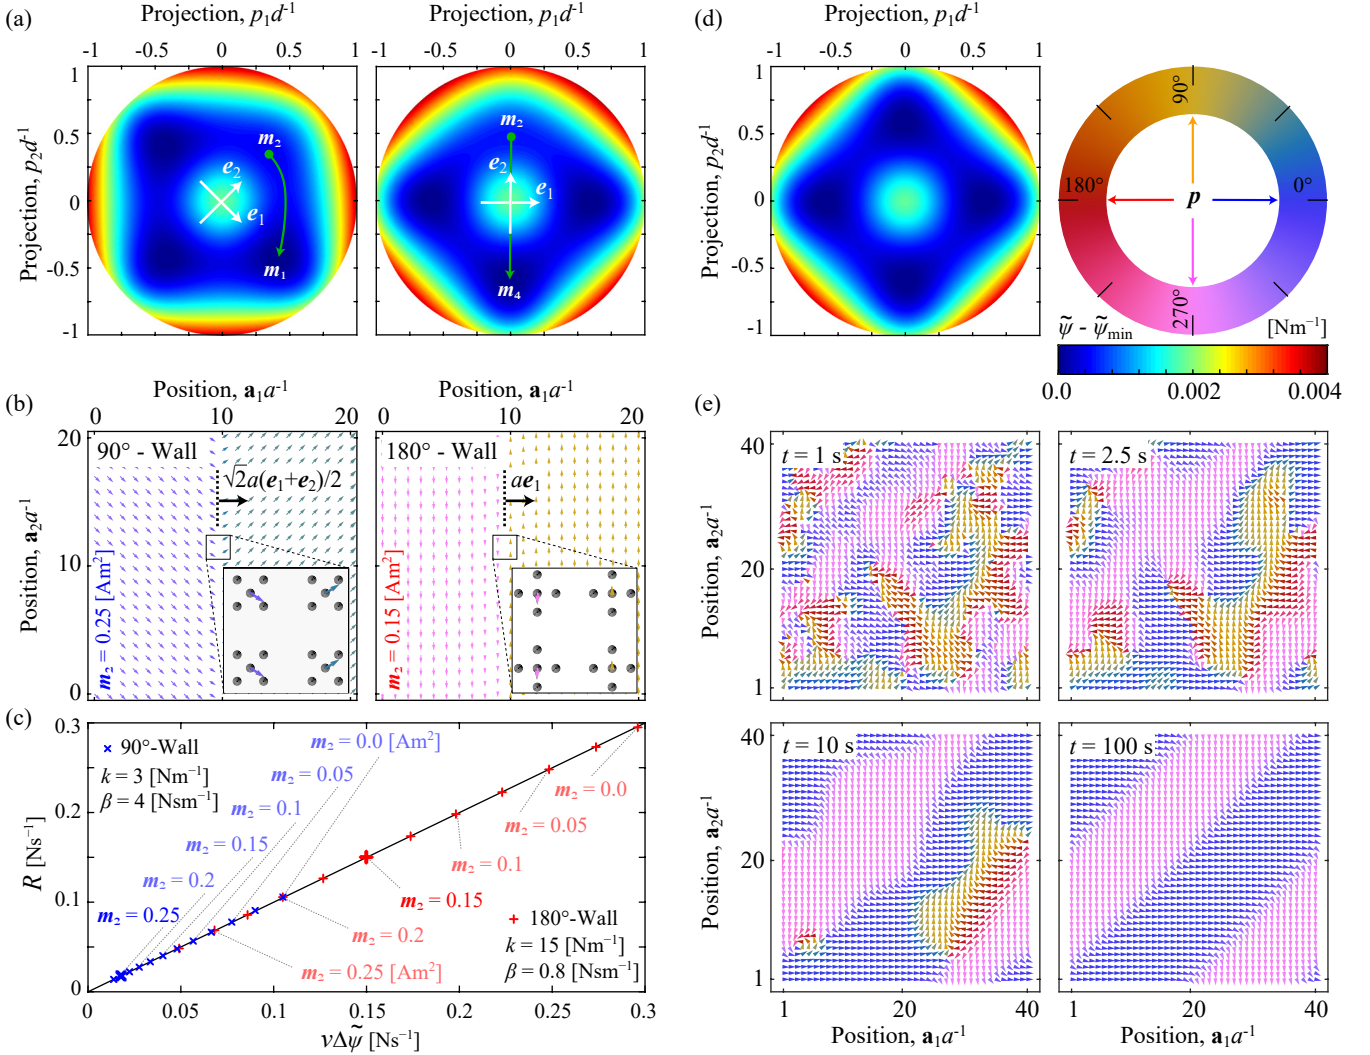 (a)
Projection, p₁d⁻¹
Projection, p₁d⁻¹
-1 -0.5 0 0.5 1
-1 -0.5 0 0.5 1
Projection, p₂d⁻¹
1
0.5
0
-0.5
-1
m₂
e₂
e₁
m₁
m₂
e₂
e₁
m₄
(d)
Projection, p₁d⁻¹
-1 -0.5 0 0.5 1
Projection, p₂d⁻¹
1
0.5
0
-0.5
-1
90°
180°
p
0°
270°
ψ̃ - ψ̃min [Nm⁻¹]
0.0 0.002 0.004
(b)
Position, a₁a⁻¹
Position, a₁a⁻¹
0 10 20
0 10 20
Position, a₂a⁻¹
20
10
0
90° - Wall
√2a(e₁+e₂)/2
m₂ = 0.25 [Am²]
180° - Wall
ae₁
m₂ = 0.15 [Am²]
(c)
R [Ns⁻¹]
0.3
0.2
0.1
0
× 90°-Wall
k = 3 [Nm⁻¹]
β = 4 [Nsm⁻¹]
m₂ = 0.0 [Am²]
m₂ = 0.05
m₂ = 0.1
m₂ = 0.15
m₂ = 0.2
m₂ = 0.25
m₂ = 0.0
m₂ = 0.05
m₂ = 0.1
m₂ = 0.15
m₂ = 0.2
m₂ = 0.25 [Am²]
+ 180°-Wall
k = 15 [Nm⁻¹]
β = 0.8 [Nsm⁻¹]
0 0.05 0.1 0.15 0.2 0.25 0.3
vΔψ̃ [Ns⁻¹]
(e)
Position, a₂a⁻¹
40
20
1
t = 1 s
t = 2.5 s
Position, a₂a⁻¹
40
20
1
t = 10 s
t = 100 s
1 20 40
1 20 40
Position, a₁a⁻¹
Position, a₁a⁻¹